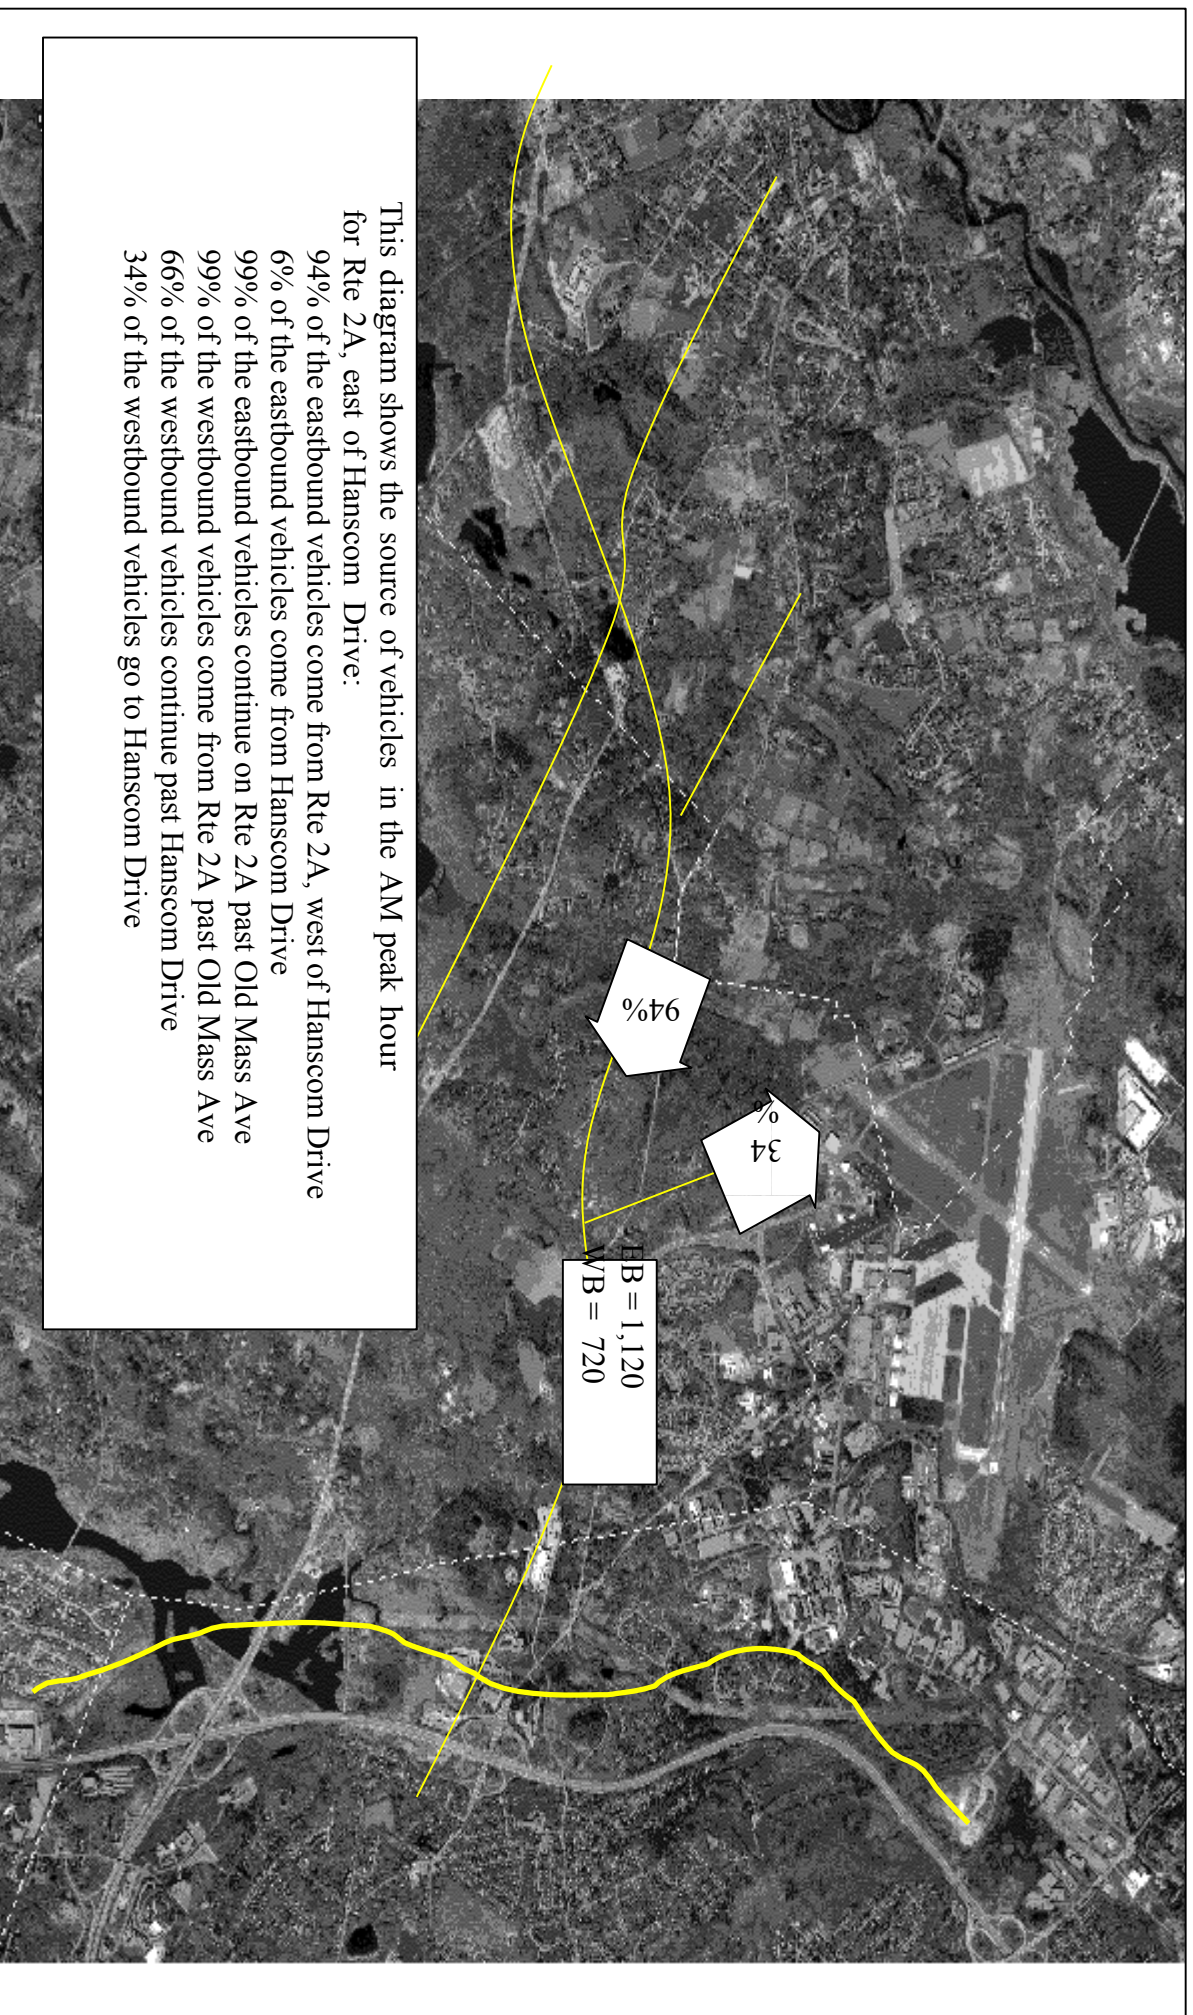 This diagram shows the source of vehicles in the AM peak hour
for Rte 2A, east of Hanscom Drive:
94% of the eastbound vehicles come from Rte 2A, west of Hanscom Drive
6% of the eastbound vehicles come from Hanscom Drive
99% of the eastbound vehicles continue on Rte 2A past Old Mass Ave
99% of the westbound vehicles come from Rte 2A past Old Mass Ave
66% of the westbound vehicles continue past Hanscom Drive
34% of the westbound vehicles go to Hanscom Drive
94%
34
%
EB = 1,120
WB = 720